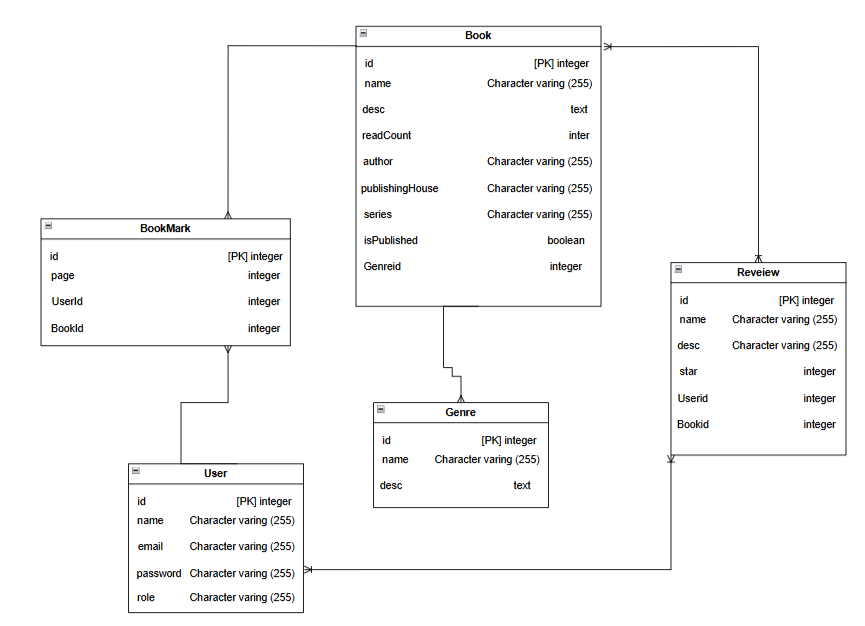 Book
id [PK] integer
name Character varing (255)
desc text
readCount inter
author Character varing (255)
publishingHouse Character varing (255)
series Character varing (255)
isPublished boolean
Genreid integer
BookMark
id [PK] integer
page integer
UserId integer
BookId integer
Reveiew
id [PK] integer
name Character varing (255)
desc Character varing (255)
star integer
Userid integer
Bookid integer
Genre
id [PK] integer
name Character varing (255)
desc text
User
id [PK] integer
name Character varing (255)
email Character varing (255)
password Character varing (255)
role Character varing (255)